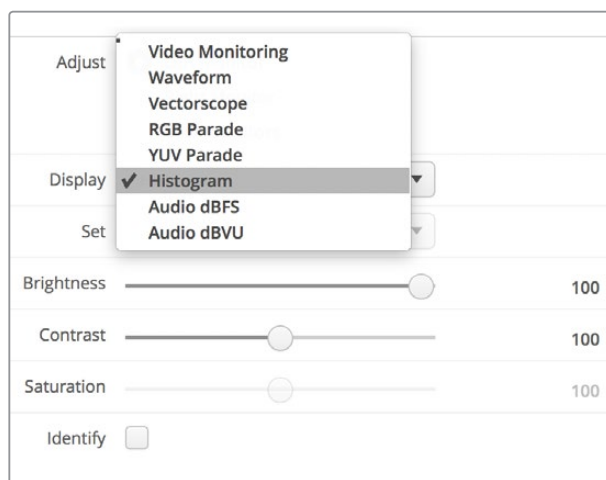 Adjust
Video Monitoring
Waveform
Vectorscope
RGB Parade
YUV Parade
Display
Histogram
Audio dBFS
Set
Audio dBVU
Brightness 100
Contrast 100
Saturation 100
Identify